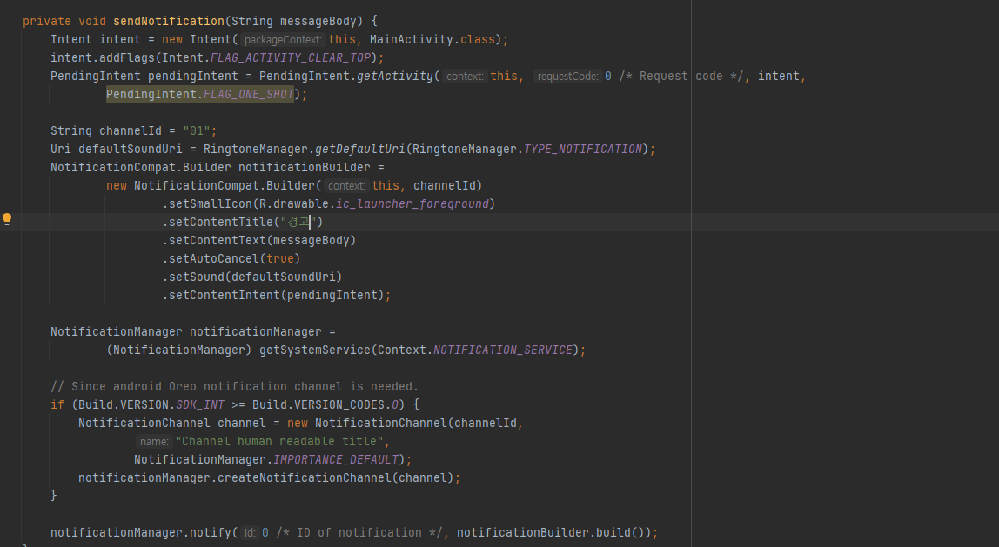 private void sendNotification(String messageBody) {
Intent intent = new Intent( packageContext: this, MainActivity.class);
intent.addFlags(Intent.FLAG_ACTIVITY_CLEAR_TOP);
PendingIntent pendingIntent = PendingIntent.getActivity( context: this, requestCode: 0 /* Request code */, intent,
PendingIntent.FLAG_ONE_SHOT);
String channelId = "01";
Uri defaultSoundUri = RingtoneManager.getDefaultUri(RingtoneManager.TYPE_NOTIFICATION);
NotificationCompat.Builder notificationBuilder =
new NotificationCompat.Builder( context: this, channelId)
.setSmallIcon(R.drawable.ic_launcher_foreground)
.setContentTitle("경고")
.setContentText(messageBody)
.setAutoCancel(true)
.setSound(defaultSoundUri)
.setContentIntent(pendingIntent);
NotificationManager notificationManager =
(NotificationManager) getSystemService(Context.NOTIFICATION_SERVICE);
// Since android Oreo notification channel is needed.
if (Build.VERSION.SDK_INT >= Build.VERSION_CODES.O) {
NotificationChannel channel = new NotificationChannel(channelId,
name: "Channel human readable title",
NotificationManager.IMPORTANCE_DEFAULT);
notificationManager.createNotificationChannel(channel);
}
notificationManager.notify( id: 0 /* ID of notification */, notificationBuilder.build());